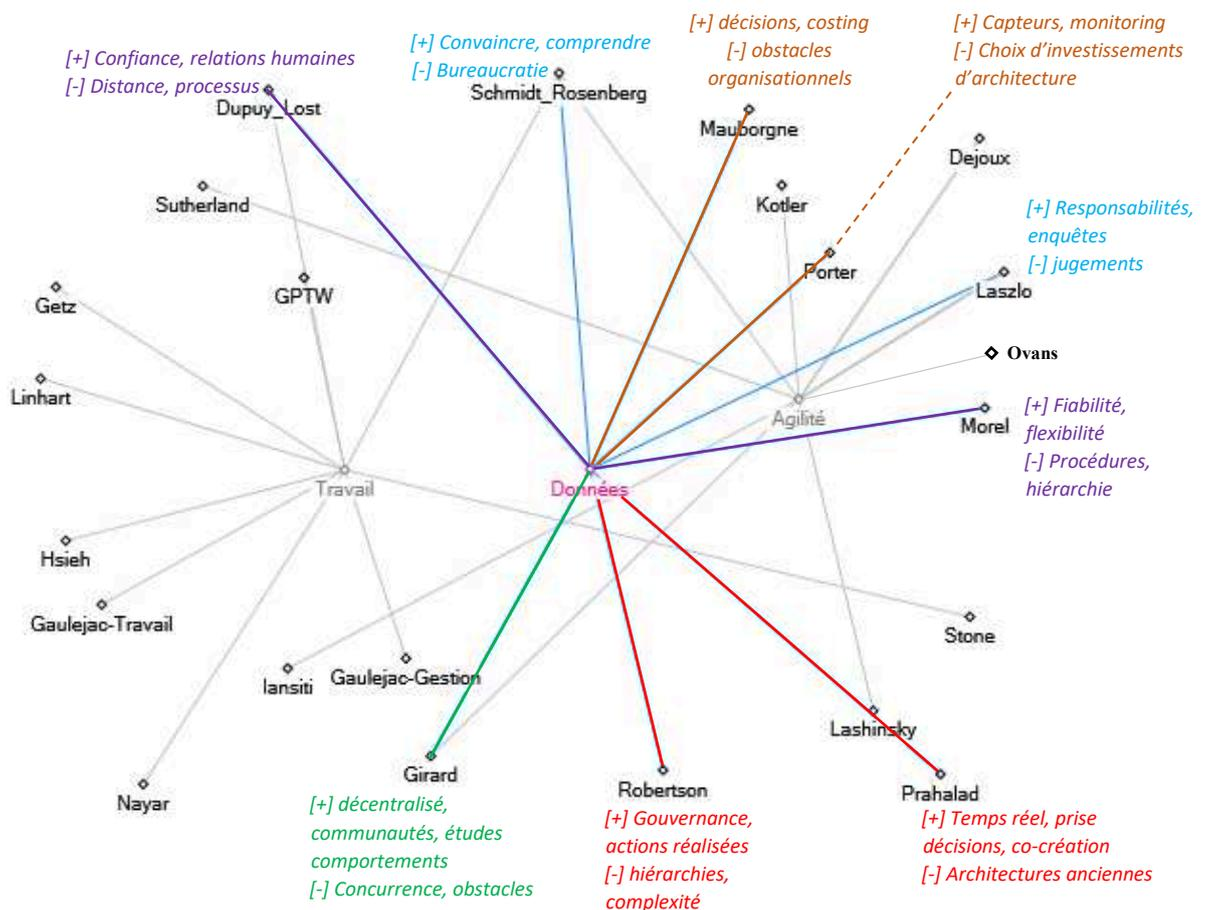 [+] Confiance, relations humaines
[-] Distance, processus
Dupuy_Lost
[+] Convaincre, comprendre
[-] Bureaucratie
Schmidt_Rosenberg
[+] décisions, costing
[-] obstacles
organisationnels
Mauborgne
[+] Capteurs, monitoring
[-] Choix d’investissements
d’architecture
Dejoux
Sutherland
Kotler
[+] Responsabilités,
enquêtes
[-] jugements
Porter
Laszlo
GPTW
Getz
Ovans
Linhart
Agilité
Morel
[+] Fiabilité,
flexibilité
[-] Procédures,
hiérarchie
Travail
Données
Hsieh
Gaulejac-Travail
Stone
Iansiti
Gaulejac-Gestion
Lashinsky
Nayar
Girard
[+] décentralisé,
communautés, études
comportements
[-] Concurrence, obstacles
Robertson
[+] Gouvernance,
actions réalisées
[-] hiérarchies,
complexité
Prahalad
[+] Temps réel, prise
décisions, co-création
[-] Architectures anciennes